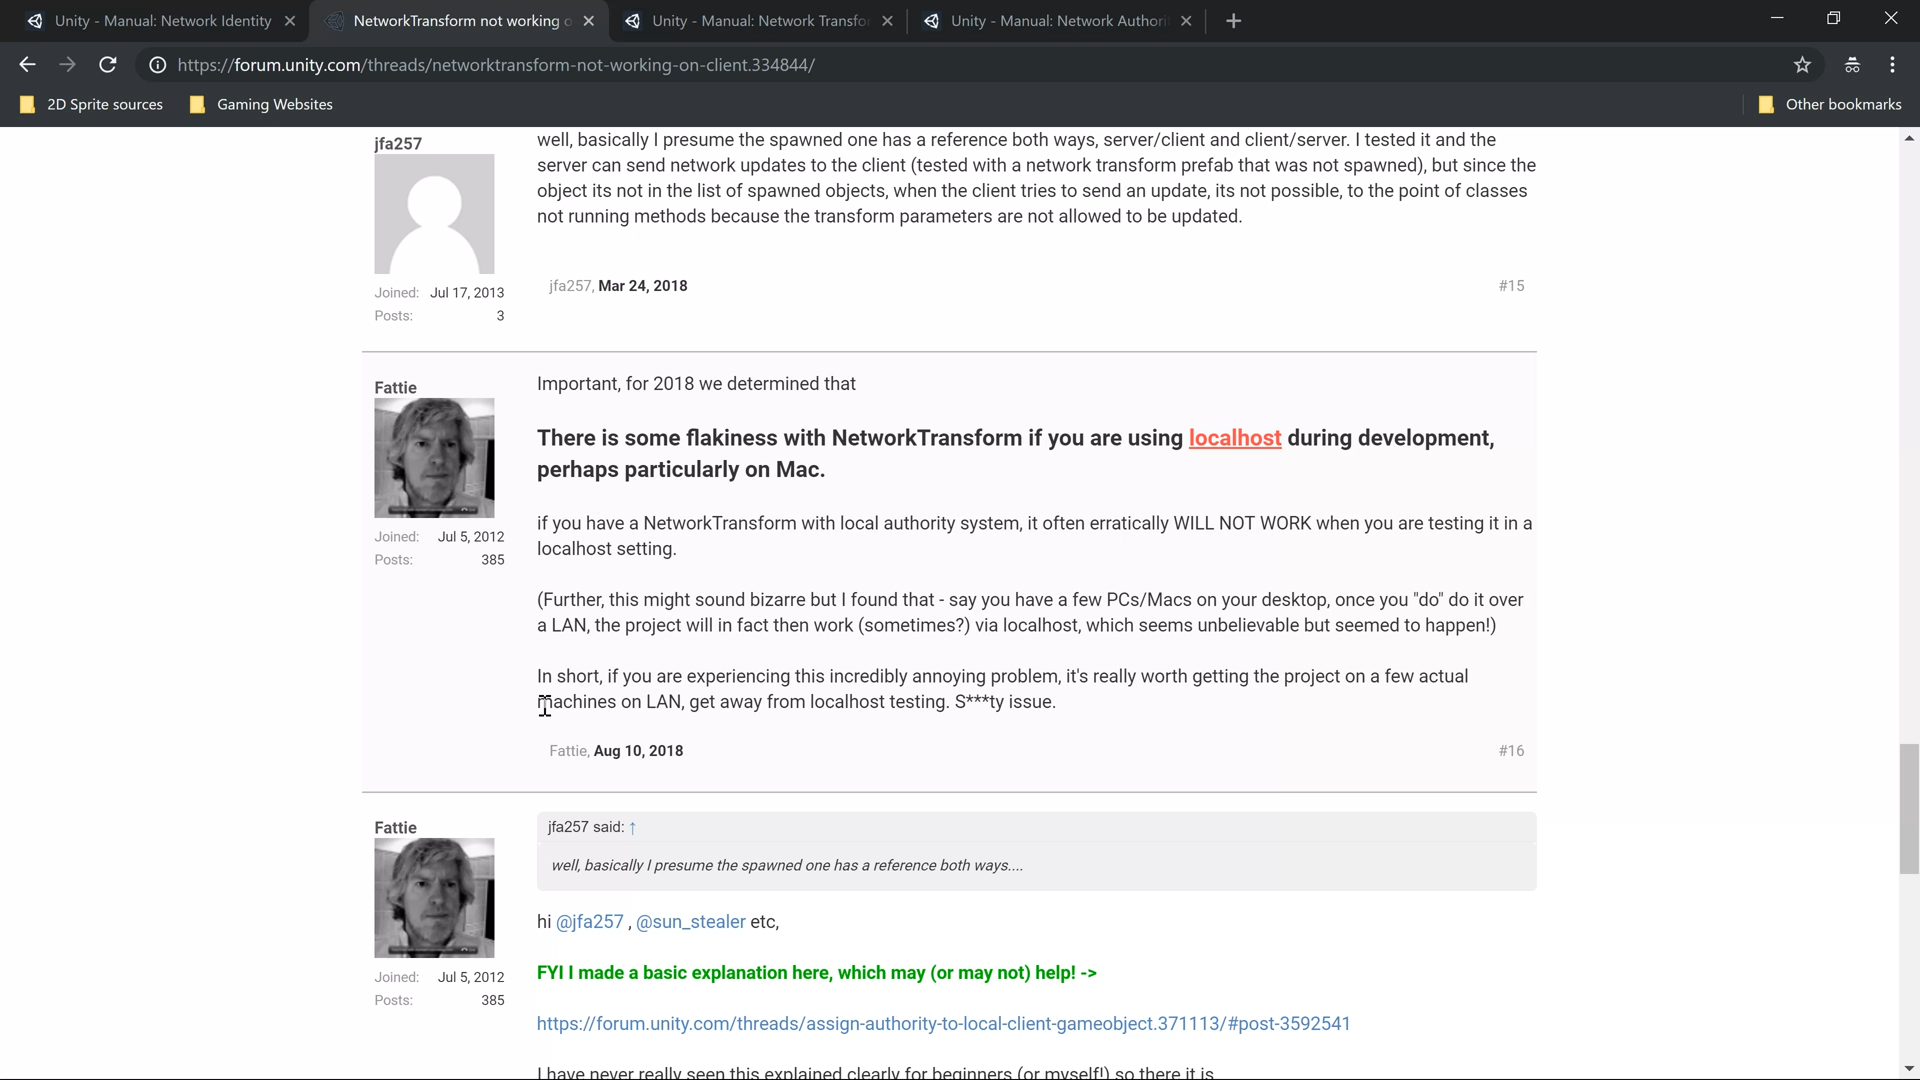 Unity - Manual: Network Identity
NetworkTransform not working o
Unity - Manual: Network Transfo
Unity - Manual: Network Authori
https://forum.unity.com/threads/networktransform-not-working-on-client.334844/
2D Sprite sources
Gaming Websites
Other bookmarks
jfa257
well, basically I presume the spawned one has a reference both ways, server/client and client/server. I tested it and the
server can send network updates to the client (tested with a network transform prefab that was not spawned), but since the
object its not in the list of spawned objects, when the client tries to send an update, its not possible, to the point of classes
not running methods because the transform parameters are not allowed to be updated.
Joined: Jul 17, 2013
Posts: 3
jfa257, Mar 24, 2018
#15
Fattie
Important, for 2018 we determined that
There is some flakiness with NetworkTransform if you are using localhost during development,
perhaps particularly on Mac.
if you have a NetworkTransform with local authority system, it often erratically WILL NOT WORK when you are testing it in a
localhost setting.
Joined: Jul 5, 2012
Posts: 385
(Further, this might sound bizarre but I found that - say you have a few PCs/Macs on your desktop, once you "do" do it over
a LAN, the project will in fact then work (sometimes?) via localhost, which seems unbelievable but seemed to happen!)
In short, if you are experiencing this incredibly annoying problem, it's really worth getting the project on a few actual
machines on LAN, get away from localhost testing. S***ty issue.
Fattie, Aug 10, 2018
#16
Fattie
jfa257 said: ↑
well, basically I presume the spawned one has a reference both ways....
hi @jfa257 , @sun_stealer etc,
FYI I made a basic explanation here, which may (or may not) help! ->
Joined: Jul 5, 2012
Posts: 385
https://forum.unity.com/threads/assign-authority-to-local-client-gameobject.371113/#post-3592541
I have never really seen this explained clearly for beginners (or myself!) so there it is